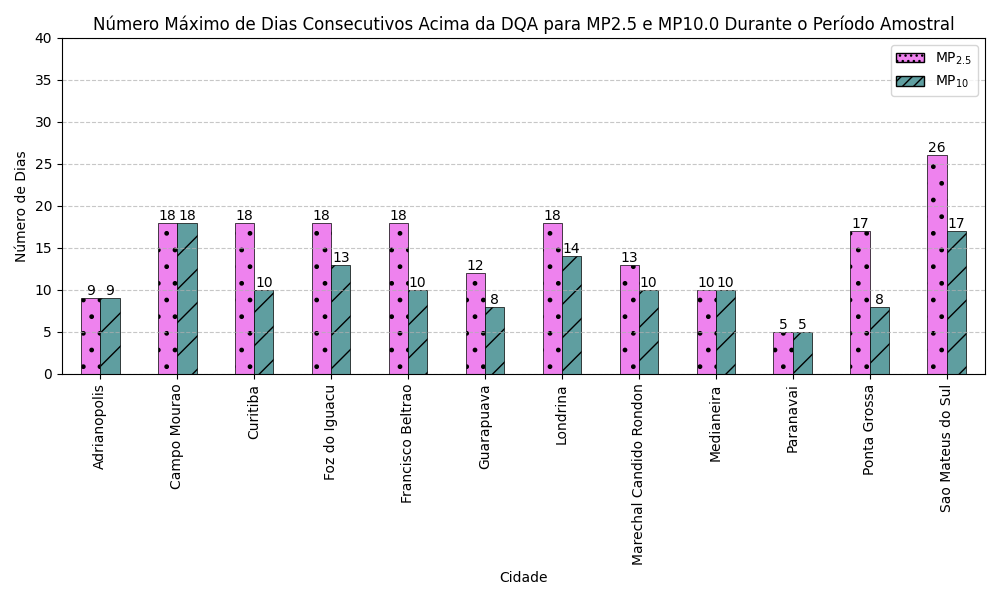 Número Máximo de Dias Consecutivos Acima da DQA para MP2.5 e MP10.0 Durante o Período Amostral
Número de Dias
40
35
30
25
20
15
10
5
0
MP2.5
MP10
9 9
18 18
18 10
18 13
18 10
12 8
18 14
13 10
10 10
5 5
17 8
26 17
Adrianopolis
Campo Mourao
Curitiba
Foz do Iguacu
Francisco Beltrao
Guarapuava
Londrina
Marechal Candido Rondon
Medianeira
Paranavai
Ponta Grossa
Sao Mateus do Sul
Cidade